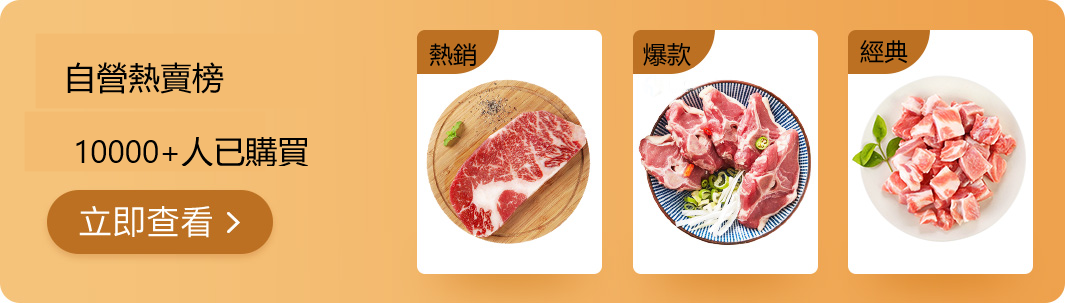 自營熱賣榜
10000+人已購買
立即查看 >
熱銷
爆款
經典